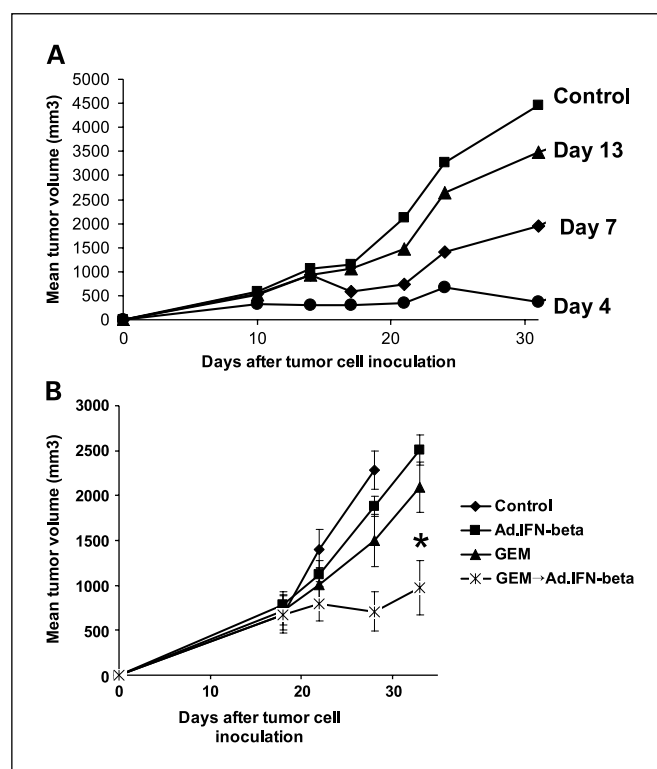 A
Mean tumor volume (mm3)
5000
4500
4000
3500
3000
2500
2000
1500
1000
500
0
Control
Day 13
Day 7
Day 4
0 10 20 30
Days after tumor cell inoculation
B
Mean tumor volume (mm3)
3000
2500
2000
1500
1000
500
0
*
Control
Ad.IFN-beta
GEM
GEM→Ad.IFN-beta
0 10 20 30
Days after tumor cell
inoculation